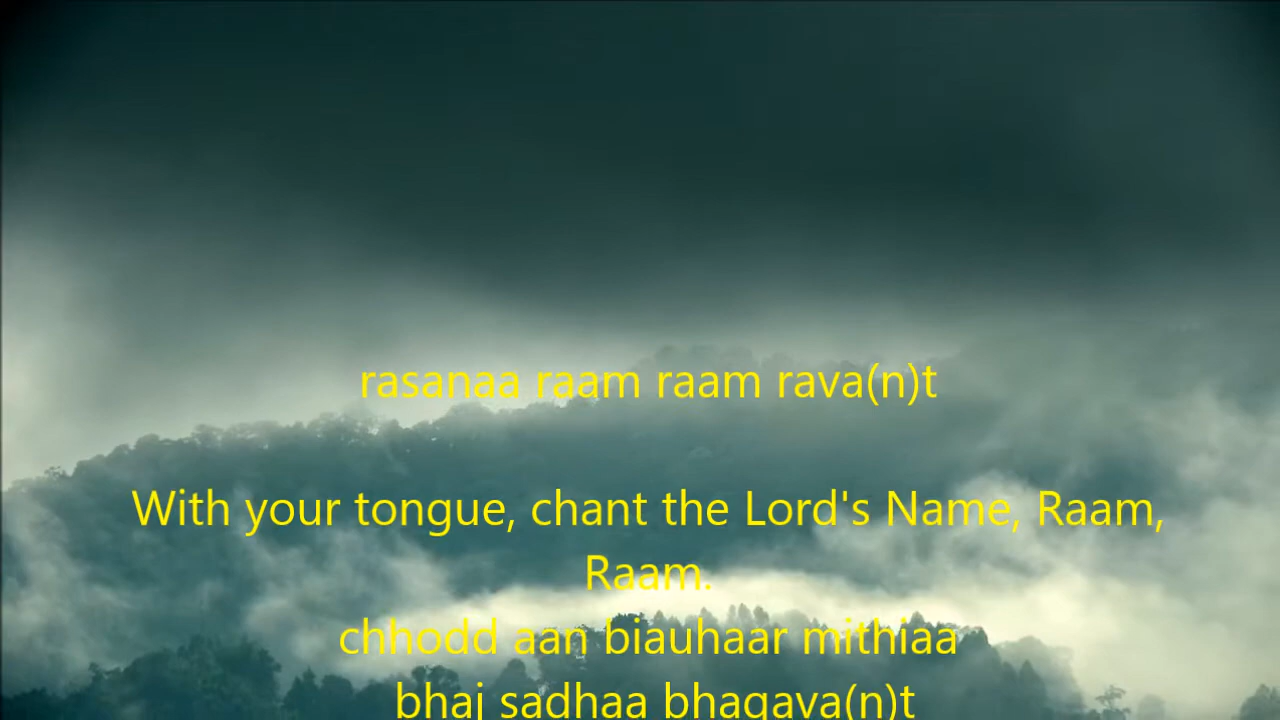 rasanaa raam raam rava(n)t
With your tongue, chant the Lord's Name, Raam,
Raam.
chhodd aan biauhaar mithiaa
bhaj sadhaa bhagava(n)t